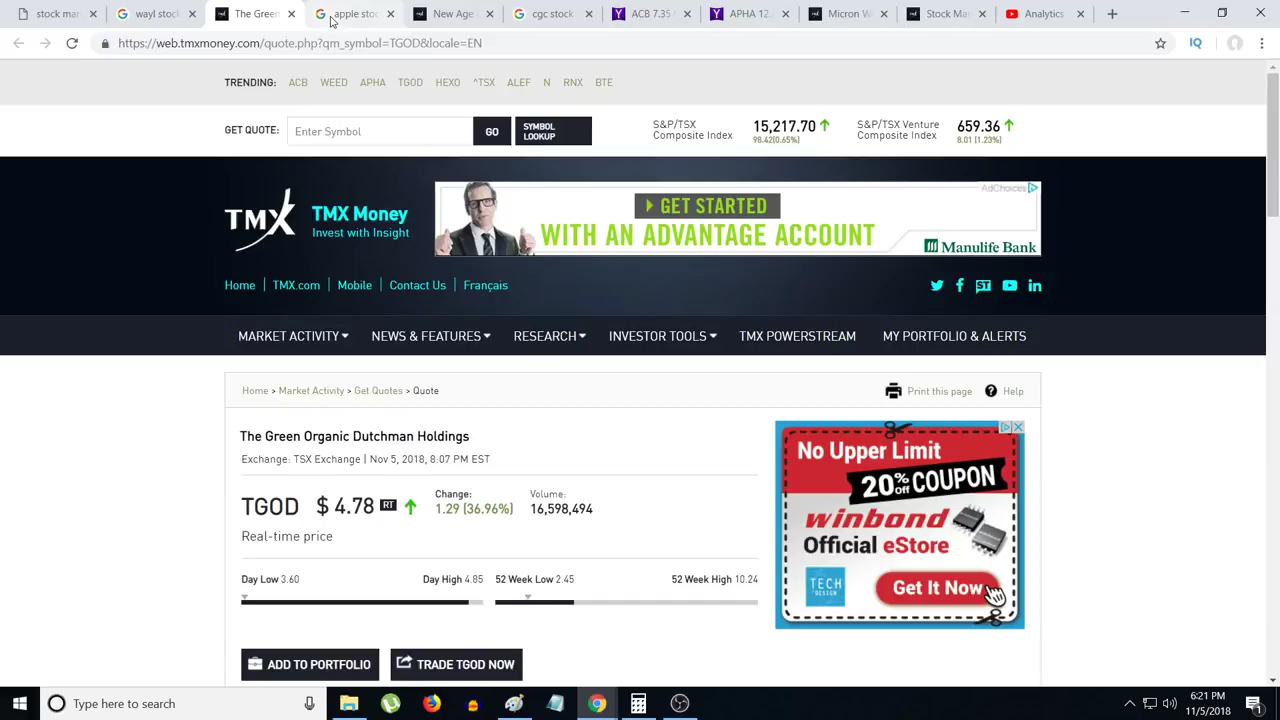 stock mar
wayl stock
The Green
apple sto
New Age
cgc stock
ACB 7.35
APHA 12.
Micron W
Stock Ma
Analytics
https://web.tmxmoney.com/quote.php?qm_symbol=TGOD&locale=EN
TRENDING: ACB WEED APHA TGOD HEXO ^TSX ALEF N RNX BTE
GET QUOTE: Enter Symbol GO SYMBOL LOOKUP
S&P/TSX Composite Index
15,217.70
98.42(0.65%)
S&P/TSX Venture Composite Index
659.36
8.01 (1.23%)
TMX
TMX Money
Invest with Insight
AdChoices
GET STARTED
WITH AN ADVANTAGE ACCOUNT
Manulife Bank
Home | TMX.com | Mobile | Contact Us | Français
ST
MARKET ACTIVITY NEWS & FEATURES RESEARCH INVESTOR TOOLS TMX POWERSTREAM MY PORTFOLIO & ALERTS
Home > Market Activity > Get Quotes > Quote
Print this page
Help
The Green Organic Dutchman Holdings
Exchange: TSX Exchange | Nov 5, 2018, 8:07 PM EST
TGOD $ 4.78 RT
Change:
1.29 (36.96%)
Volume:
16,598,494
Real-time price
Day Low 3.60
Day High 4.85
52 Week Low 2.45
52 Week High 10.24
ADD TO PORTFOLIO
TRADE TGOD NOW
No Upper Limit
20% off COUPON
winbond
Official eStore
TECH DESIGN
Get It Now
Type here to search
6:21 PM
11/5/2018
1